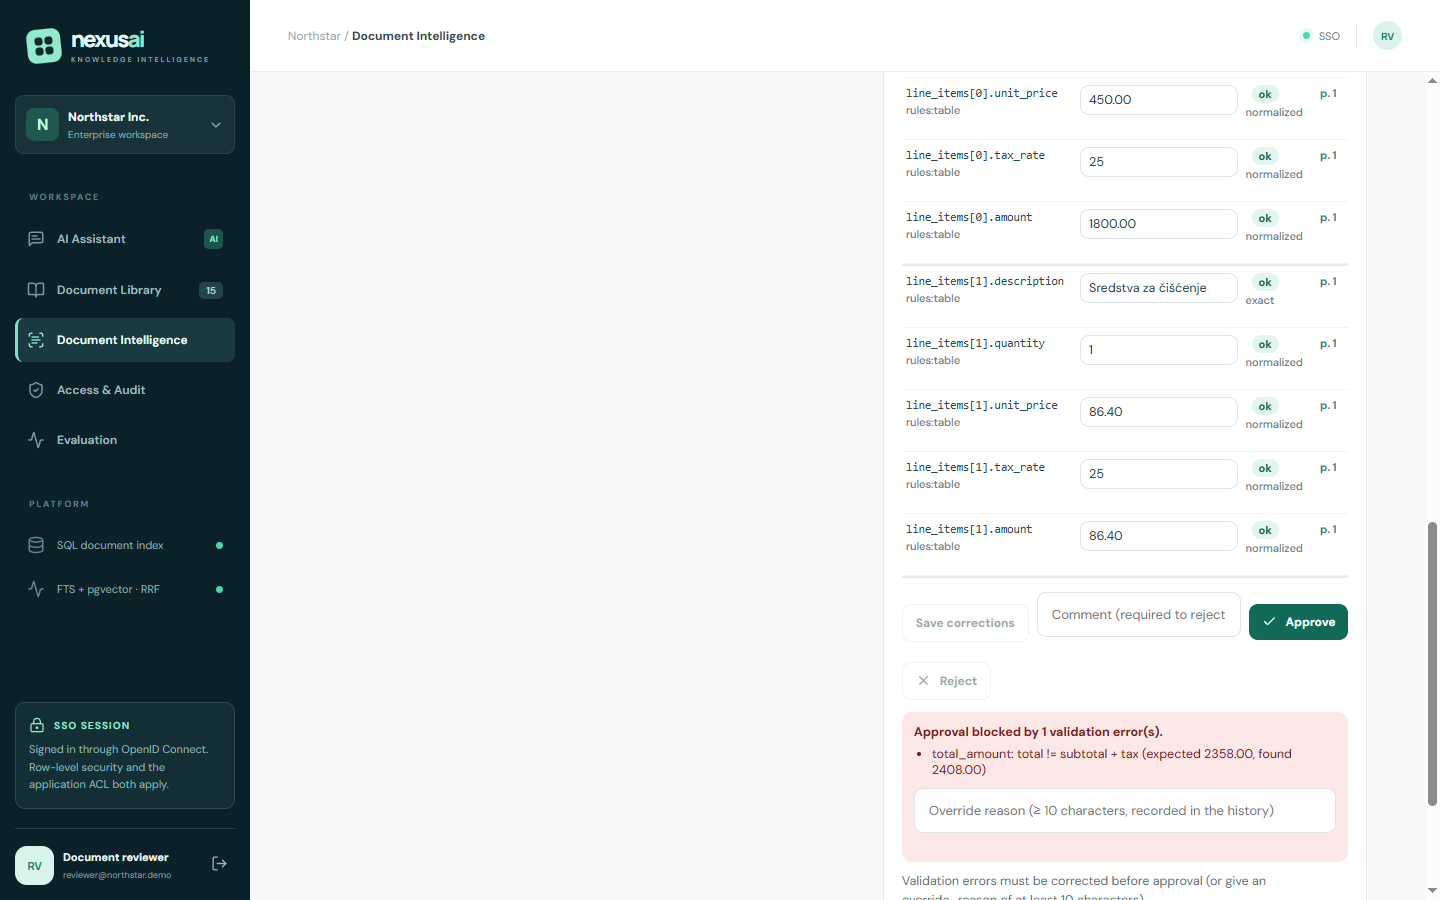 nexusai
KNOWLEDGE INTELLIGENCE
N
Northstar Inc.
Enterprise workspace
WORKSPACE
AI Assistant
AI
Document Library
15
Document Intelligence
Access & Audit
Evaluation
PLATFORM
SQL document index
FTS + pgvector · RRF
SSO SESSION
Signed in through OpenID Connect.
Row-level security and the
application ACL both apply.
RV
Document reviewer
reviewer@northstar.demo
Northstar / Document Intelligence
SSO
RV
line_items[0].unit_price
rules:table
450.00
ok
normalized
p. 1
line_items[0].tax_rate
rules:table
25
ok
normalized
p. 1
line_items[0].amount
rules:table
1800.00
ok
normalized
p. 1
line_items[1].description
rules:table
Sredstva za čišćenje
ok
exact
p. 1
line_items[1].quantity
rules:table
1
ok
normalized
p. 1
line_items[1].unit_price
rules:table
86.40
ok
normalized
p. 1
line_items[1].tax_rate
rules:table
25
ok
normalized
p. 1
line_items[1].amount
rules:table
86.40
ok
normalized
p. 1
Save corrections
Comment (required to reject
Approve
Reject
Approval blocked by 1 validation error(s).
• total_amount: total != subtotal + tax (expected 2358.00, found
2408.00)
Override reason (≥ 10 characters, recorded in the history)
Validation errors must be corrected before approval (or give an
override_reason of at least 10 characters)